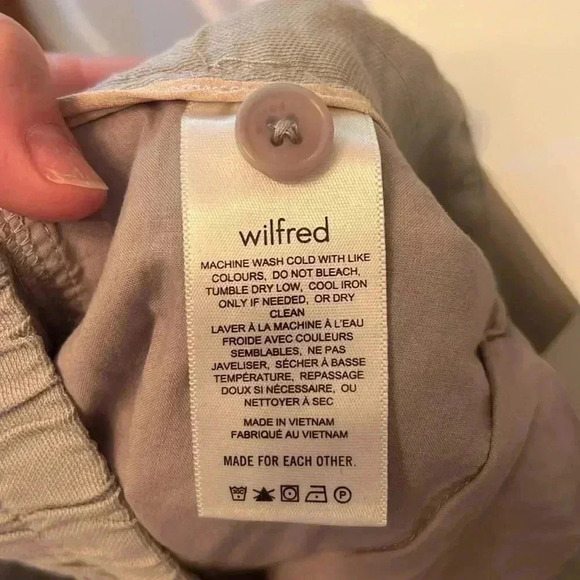 wilfred
MACHINE WASH COLD WITH LIKE
COLOURS, DO NOT BLEACH,
TUMBLE DRY LOW, COOL IRON
ONLY IF NEEDED, OR DRY
CLEAN
LAVER À LA MACHINE À L'EAU
FROIDE AVEC COULEURS
SEMBLABLES, NE PAS
JAVELISER, SÉCHER À BASSE
TEMPÉRATURE, REPASSAGE
DOUX SI NÉCESSAIRE, OU
NETTOYER À SEC
MADE IN VIETNAM
FABRIQUÉ AU VIETNAM
MADE FOR EACH OTHER.
P